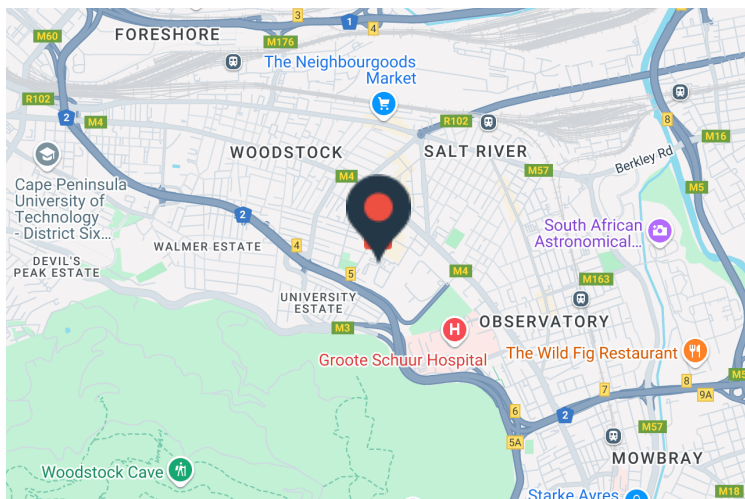 3
1
4
M60
FORESHORE
M176
The Neighbourgoods
Market
R102
2
M4
R102
8
M16
WOODSTOCK
SALT RIVER
Berkley Rd
M57
M4
M5
Cape Peninsula
University of
Technology
- District Six...
2
South African
Astronomical...
WALMER ESTATE
4
DEVIL'S
PEAK ESTATE
5
M4
M163
UNIVERSITY
ESTATE
M3
H
OBSERVATORY
Groote Schuur Hospital
The Wild Fig Restaurant
7
8
9A
6
2
5A
M57
MOWBRAY
Woodstock Cave
M18
Starke Ayres